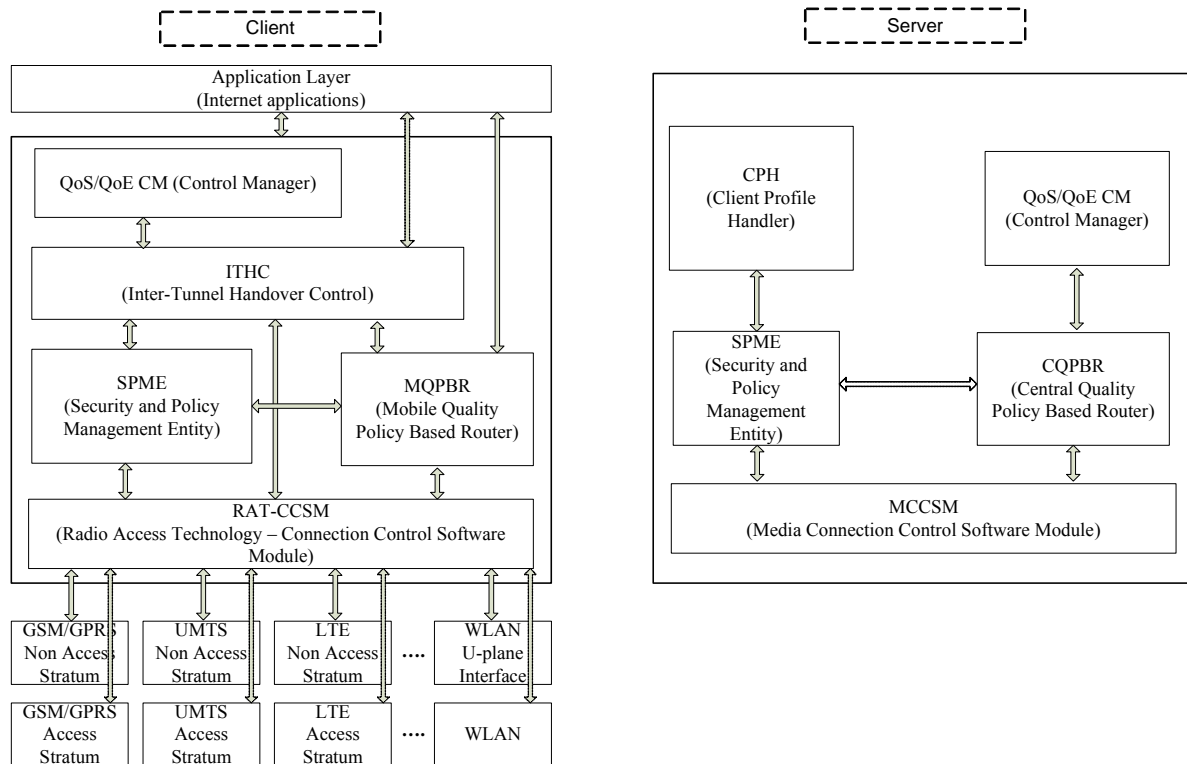 Client
Server
Application Layer
(Internet applications)
QoS/QoE CM (Control Manager)
ITHC
(Inter-Tunnel Handover Control)
SPME
(Security and Policy
Management Entity)
MQPBR
(Mobile Quality
Policy Based Router)
RAT-CCSM
(Radio Access Technology – Connection Control Software
Module)
GSM/GPRS
Non Access
Stratum
UMTS
Non Access
Stratum
LTE
Non Access
Stratum
....
WLAN
U-plane
Interface
GSM/GPRS
Access
Stratum
UMTS
Access
Stratum
LTE
Access
Stratum
....
WLAN
CPH
(Client Profile
Handler)
QoS/QoE CM
(Control Manager)
SPME
(Security and
Policy
Management
Entity)
CQPBR
(Central Quality
Policy Based Router)
MCCSM
(Media Connection Control Software Module)